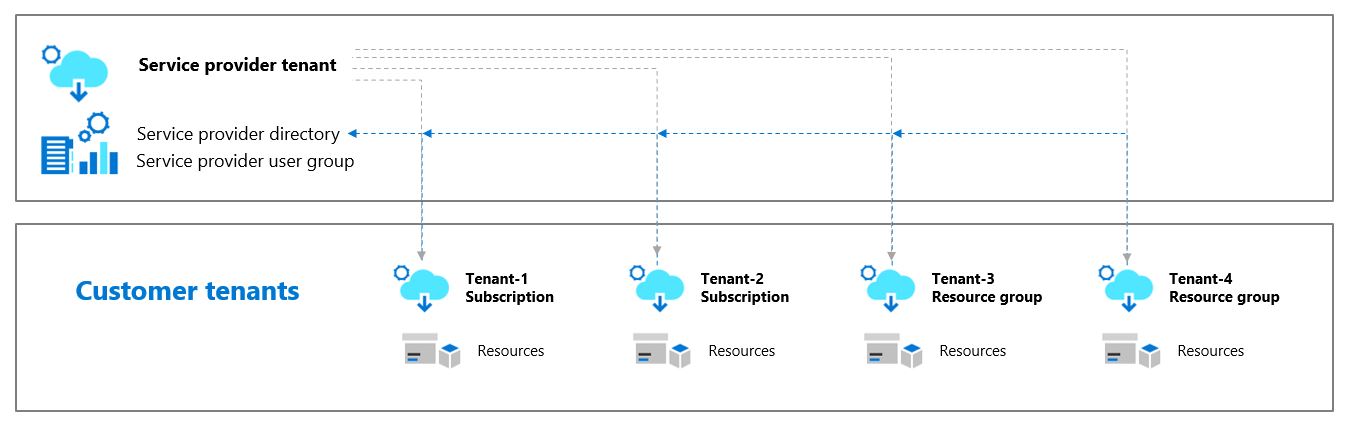 Service provider tenant
Service provider directory
Service provider user group
Customer tenants
Tenant-1
Subscription
Resources
Tenant-2
Subscription
Resources
Tenant-3
Resource group
Resources
Tenant-4
Resource group
Resources